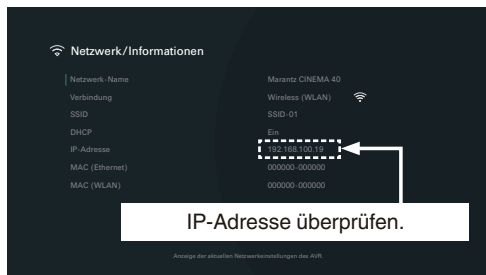 Netzwerk/Informationen
Netzwerk-Name Marantz CINEMA 40
Verbindung Wireless (WLAN)
SSID SSID-01
DHCP Ein
IP-Adresse 192.168.100.19
MAC (Ethernet) 000000-000000
MAC (WLAN) 000000-000000
IP-Adresse überprüfen.
Anzeige der aktuellen Netzwerkeinstellungen des AVR.